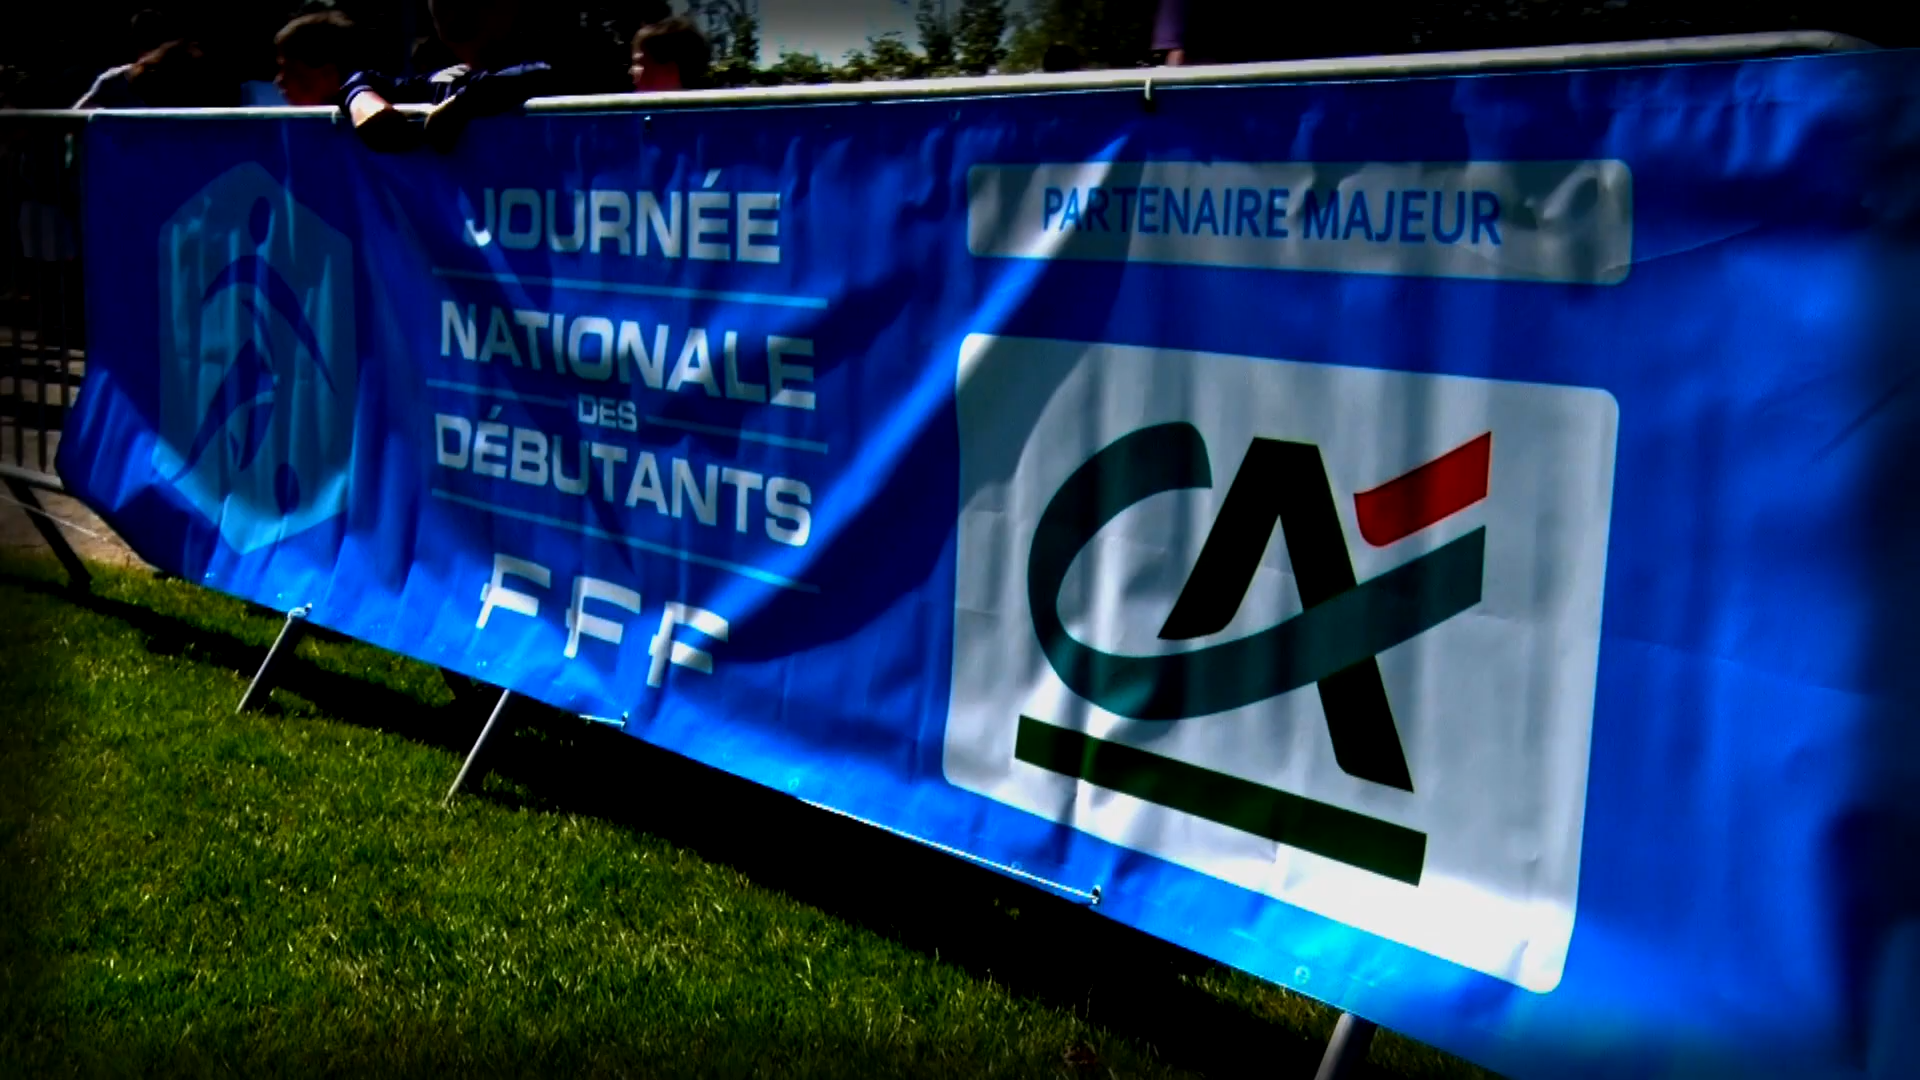 JOURNÉE
NATIONALE
DES
DÉBUTANTS
FFF
PARTENAIRE MAJEUR
CA